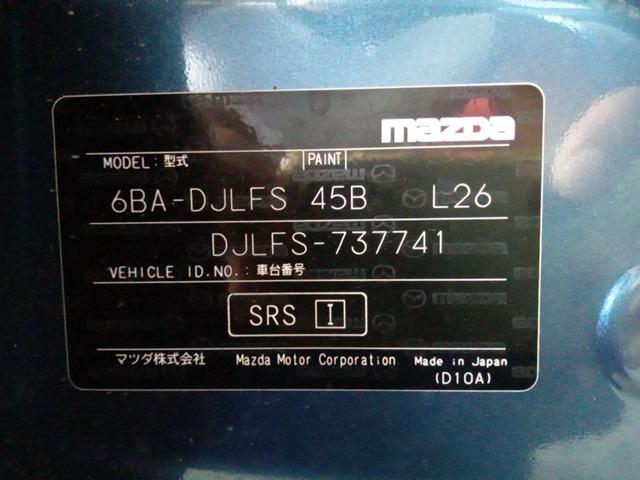 mazda
MODEL: 型式 PAINT
6BA-DJLFS 45B L26
DJLFS-737741
VEHICLE ID.NO.: 車台番号
SRS I
マツダ株式会社 Mazda Motor Corporation Made in Japan
(D10A)